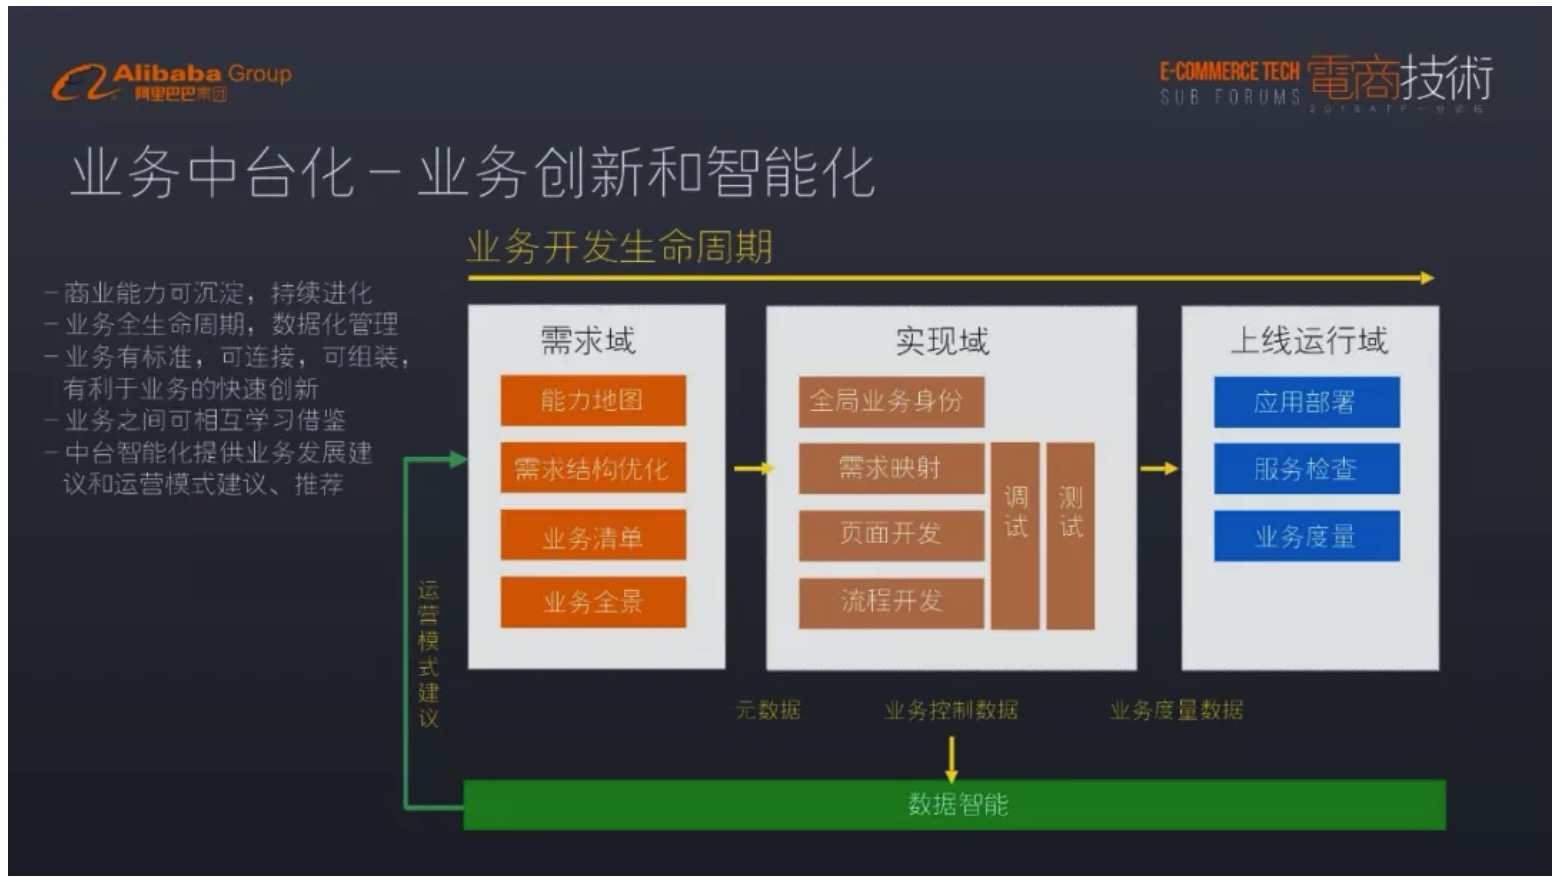 Alibaba Group
阿里巴巴集团
E-COMMERCE TECH
SUB FORUMS
電商技術
2018ATF-分论坛
业务中台化－业务创新和智能化
业务开发生命周期
－商业能力可沉淀，持续进化
－业务全生命周期，数据化管理
－业务有标准，可连接，可组装，
有利于业务的快速创新
－业务之间可相互学习借鉴
－中台智能化提供业务发展建
议和运营模式建议、推荐
需求域
能力地图
需求结构优化
业务清单
业务全景
实现域
全局业务身份
需求映射
页面开发
流程开发
调试
测试
上线运行域
应用部署
服务检查
业务度量
运营模式建议
元数据
业务控制数据
业务度量数据
数据智能